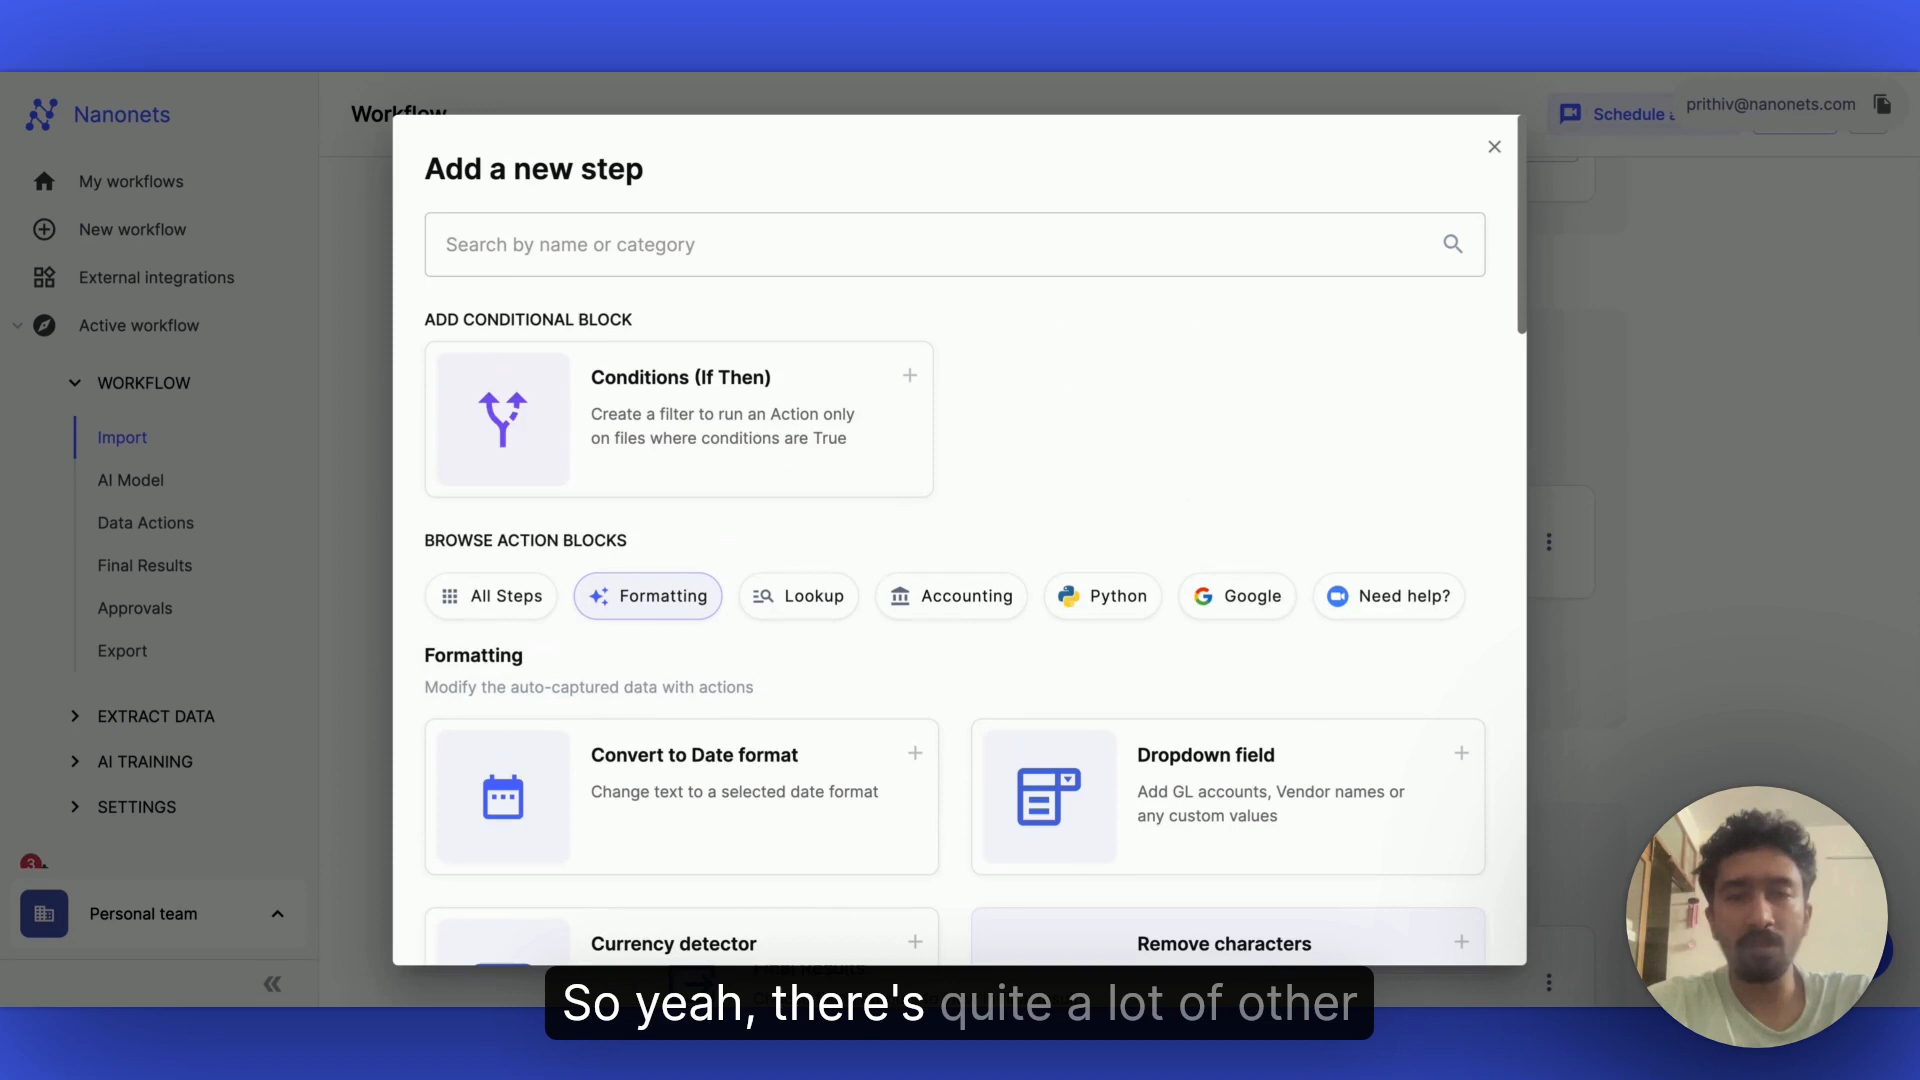 Nanonets
My workflows
New workflow
External integrations
Active workflow
WORKFLOW
Import
AI Model
Data Actions
Final Results
Approvals
Export
EXTRACT DATA
AI TRAINING
SETTINGS
3
Personal team
Workflow
Schedule a
prithiv@nanonets.com
Add a new step
Search by name or category
ADD CONDITIONAL BLOCK
Conditions (If Then)
Create a filter to run an Action only
on files where conditions are True
BROWSE ACTION BLOCKS
All Steps
Formatting
Lookup
Accounting
Python
Google
Need help?
Formatting
Modify the auto-captured data with actions
Convert to Date format
Change text to a selected date format
Dropdown field
Add GL accounts, Vendor names or
any custom values
Currency detector
Remove characters
Final Results
So yeah, there's quite a lot of other